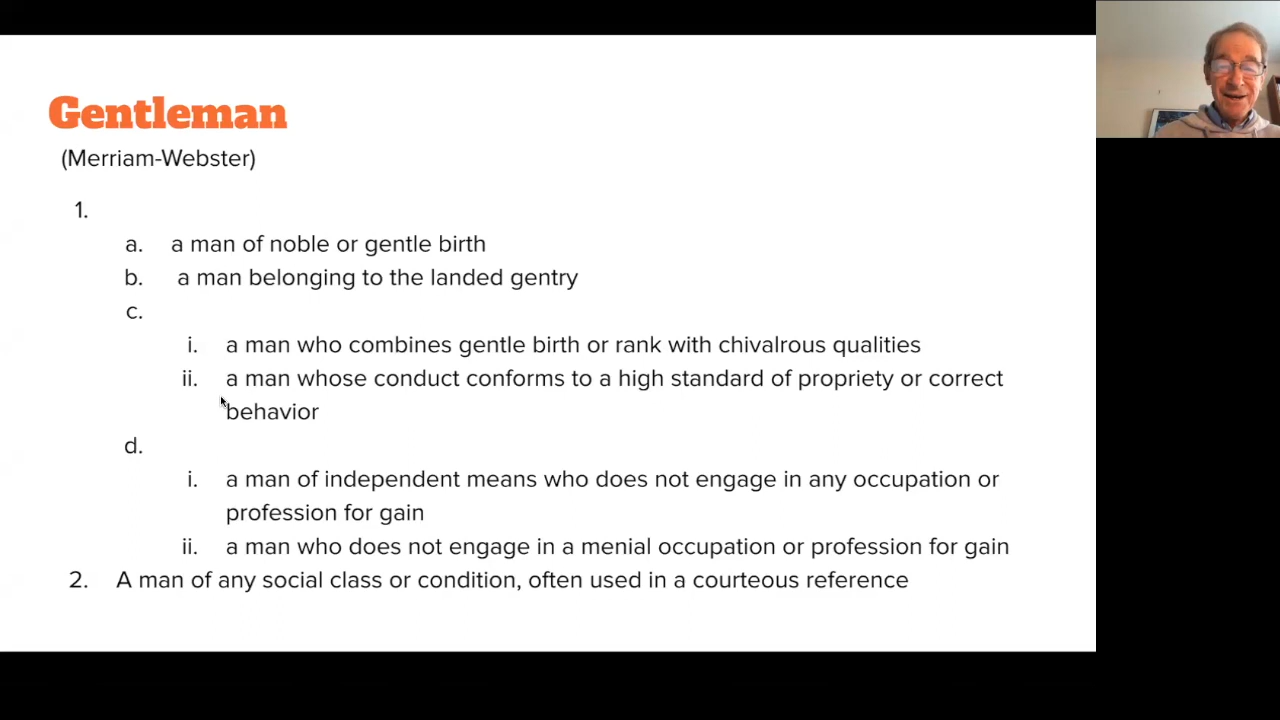 Gentleman
(Merriam-Webster)
1.
a. a man of noble or gentle birth
b. a man belonging to the landed gentry
c.
i. a man who combines gentle birth or rank with chivalrous qualities
ii. a man whose conduct conforms to a high standard of propriety or correct
behavior
d.
i. a man of independent means who does not engage in any occupation or
profession for gain
ii. a man who does not engage in a menial occupation or profession for gain
2. A man of any social class or condition, often used in a courteous reference